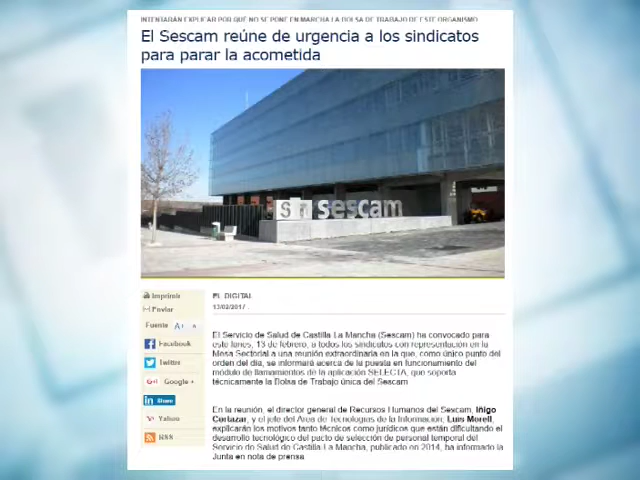 INTENTARÁN EXPLICAR POR QUÉ NO SE PONE EN MARCHA LA BOLSA DE TRABAJO DE ESTE ORGANISMO
El Sescam reúne de urgencia a los sindicatos
para parar la acometida
sescam
Imprimir
Enviar
Fuente A+ A
Facebook
Twitter
G+1 Google +
in Share
Yahoo
RSS
EL DIGITAL
13/02/2017
El Servicio de Salud de Castilla La Mancha (Sescam) ha convocado para
este lunes, 13 de febrero, a todos los sindicatos con representación en la
Mesa Sectorial a una reunión extraordinaria en la que, como único punto del
orden del día, se informará acerca de la puesta en funcionamiento del
módulo de llamamientos de la aplicación SELECTA, que soporta
técnicamente la Bolsa de Trabajo única del Sescam
En la reunión, el director general de Recursos Humanos del Sescam, Iñigo
Cortazar, y el jefe del Área de Tecnologías de la Información, Luis Morell,
explicarán los motivos tanto técnicos como jurídicos que están dificultando el
desarrollo tecnológico del pacto de selección de personal temporal del
Servicio de Salud de Castilla La Mancha, publicado en 2014, ha informado la
Junta en nota de prensa